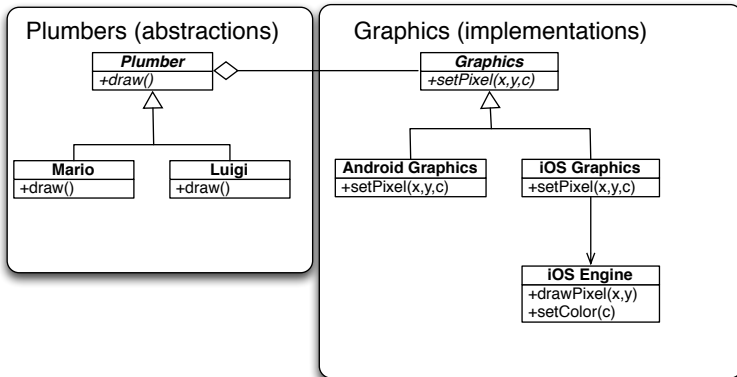 Plumbers (abstractions)
Graphics (implementations)
Plumber
+draw()
Graphics
+setPixel(x,y,c)
Mario
+draw()
Luigi
+draw()
Android Graphics
+setPixel(x,y,c)
iOS Graphics
+setPixel(x,y,c)
iOS Engine
+drawPixel(x,y)
+setColor(c)